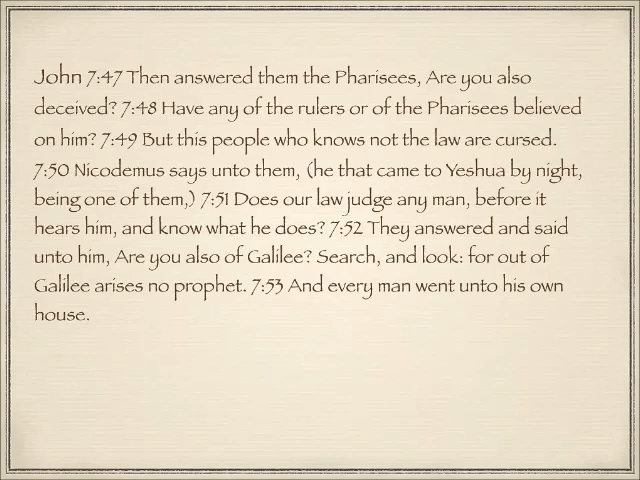 John 7:47 Then answered them the Pharisees, Are you also
deceived? 7:48 Have any of the rulers or of the Pharisees believed
on him? 7:49 But this people who knows not the law are cursed.
7:50 Nicodemus says unto them, (he that came to Yeshua by night,
being one of them,) 7:51 Does our law judge any man, before it
hears him, and know what he does? 7:52 They answered and said
unto him, Are you also of Galilee? Search, and look: for out of
Galilee arises no prophet. 7:53 And every man went unto his own
house.